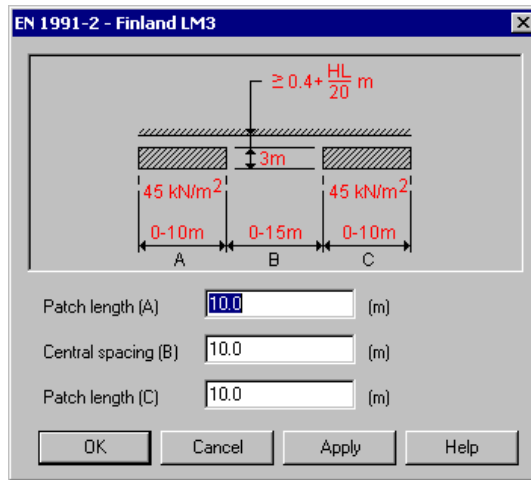 EN 1991-2 - Finland LM3
≥ 0.4+ HL/20 m
3m
45 kN/m² 45 kN/m²
0-10m 0-15m 0-10m
A B C
Patch length (A) 10.0 (m)
Central spacing (B) 10.0 (m)
Patch length (C) 10.0 (m)
OK Cancel Apply Help